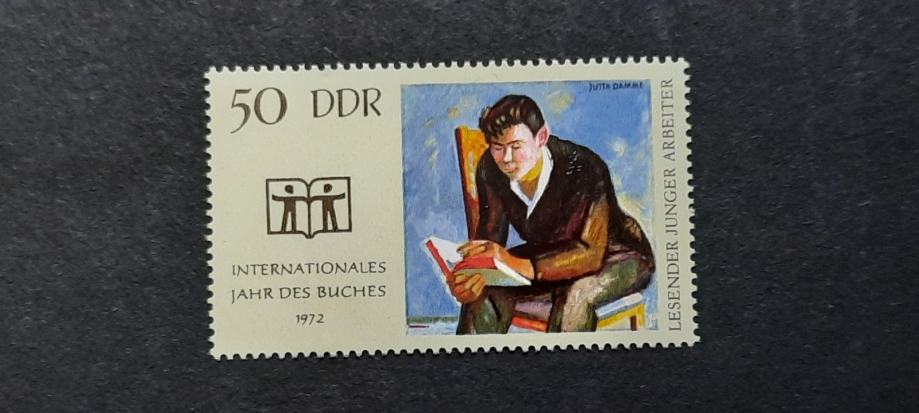 50 DDR
INTERNATIONALES
JAHR DES BUCHES
1972
JUTTA DAMME
LESENDER JUNGER ARBEITER